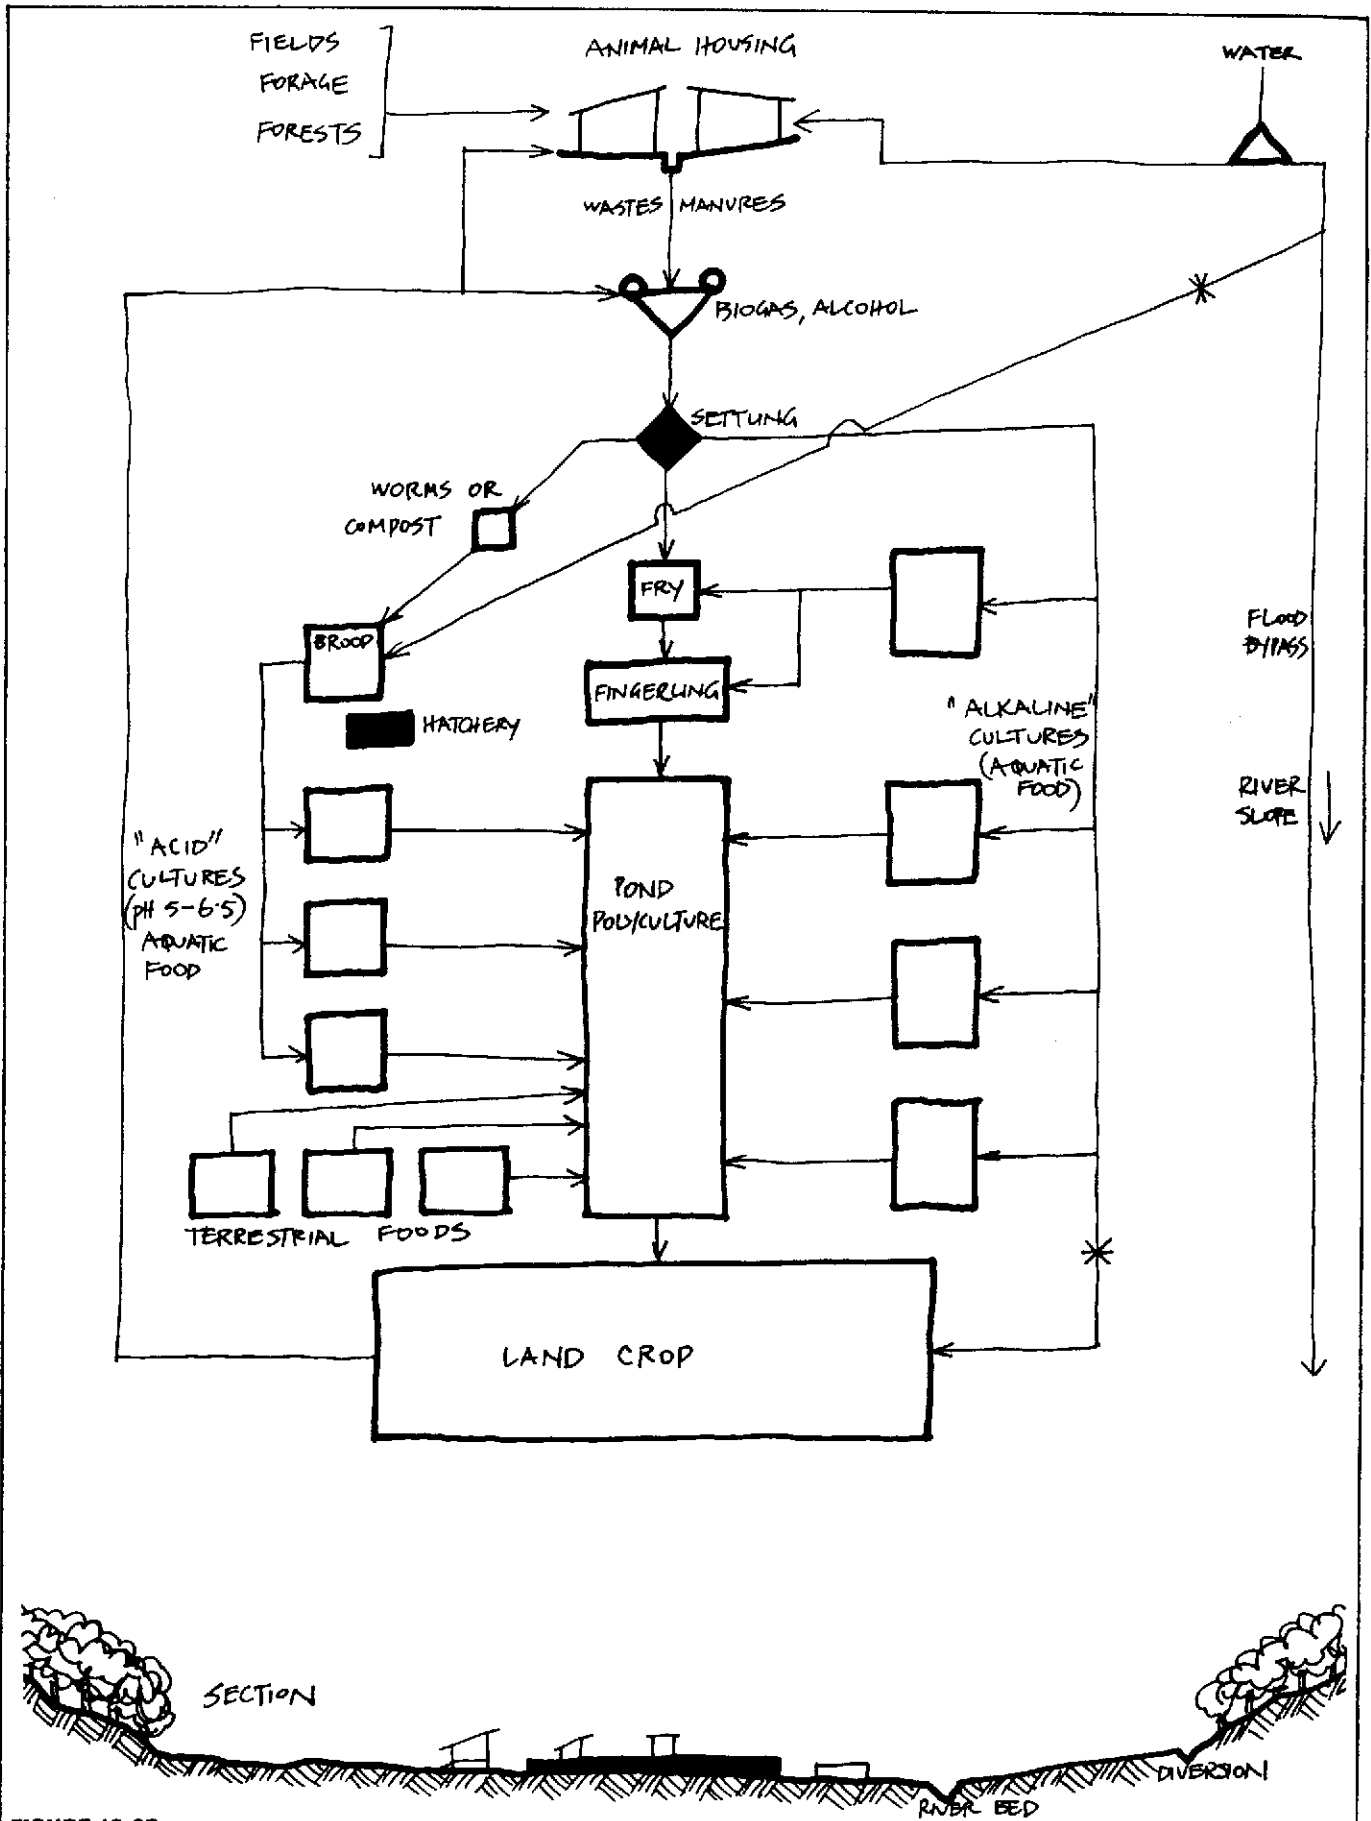 FIELDS
FORAGE
FORESTS
ANIMAL HOUSING
WATER
WASTES MANURES
BIOGAS, ALCOHOL
SETTLING
WORMS OR
COMPOST
FRY
BROOD
FINGERLING
HATCHERY
FLOOD
BYPASS
"ALKALINE"
CULTURES
(AQUATIC
FOOD)
RIVER
SLOPE
"ACID"
CULTURES
(pH 5-6.5)
AQUATIC
FOOD
POND
POLYCULTURE
TERRESTRIAL FOODS
LAND CROP
SECTION
DIVERSION
RIVER BED